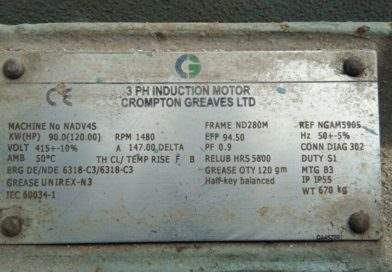 3 PH INDUCTION MOTOR
CROMPTON GREAVES LTD
MACHINE No NADV4S FRAME ND280M REF NGAM5905
KW(HP) 90.0(120.00) RPM 1480 EFF 94.50 Hz 50+-5%
VOLT 415+-10% A 147.00 DELTA PF 0.9 CONN DIAG 302
AMB 50°C TH CL/ TEMP RISE F B RELUB HRS 5800 DUTY S1
BRG DE/NDE 6318-C3/6318-C3 GREASE QTY 120 gm MTG B3
GREASE UNIREX-N3 Half-key balanced IP IP55
IEC 60034-1 WT 670 kg